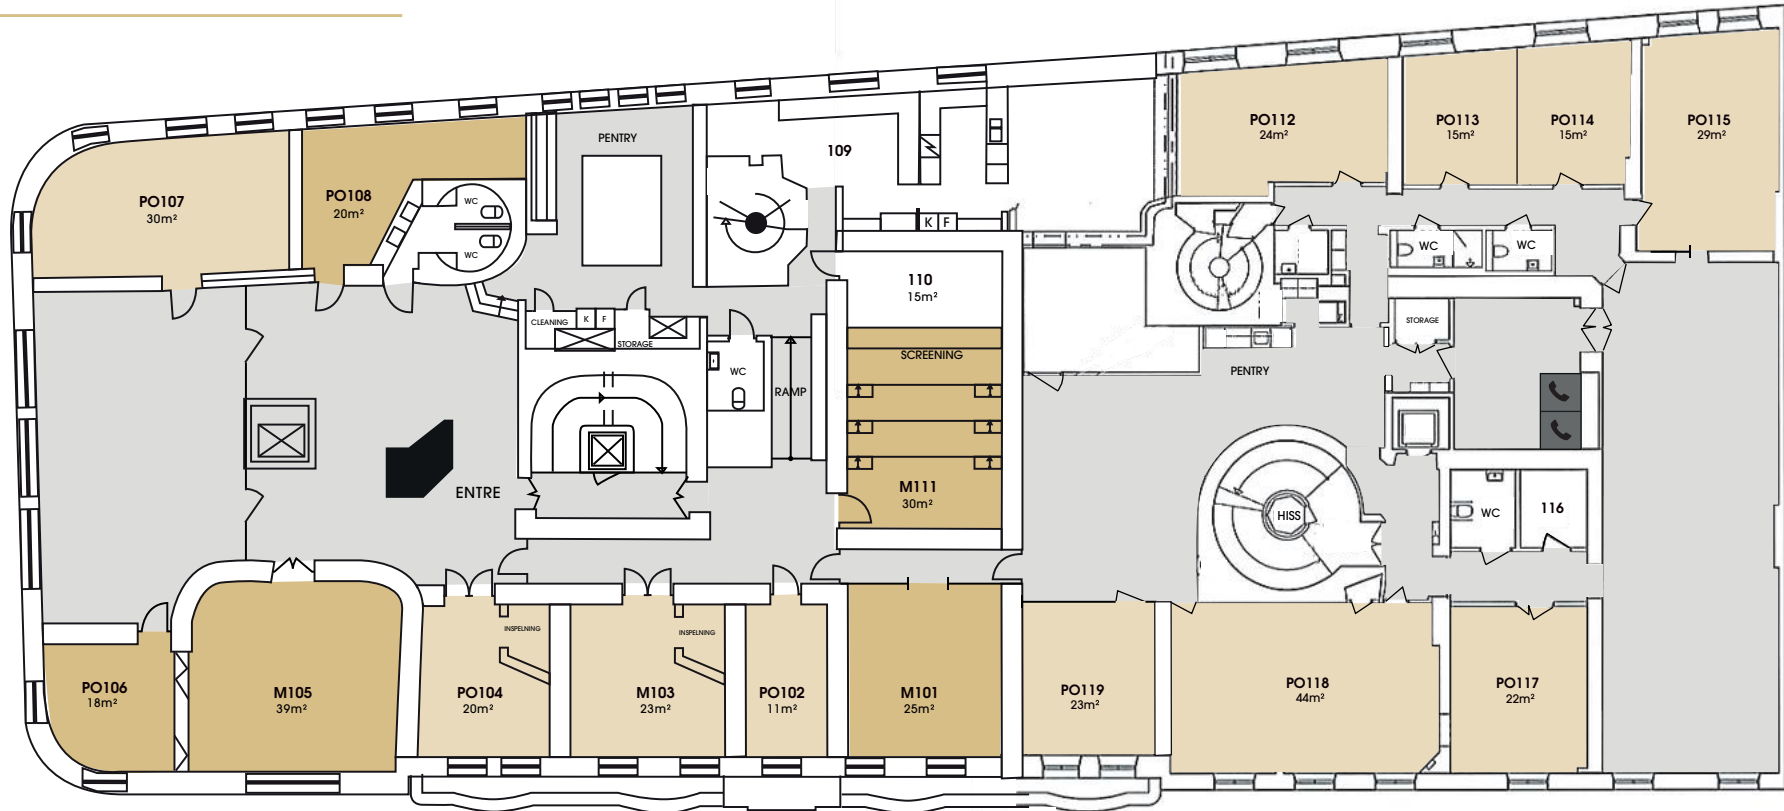 PENTRY
109
PO107
30m²
PO108
20m²
WC
WC
K F
110
15m²
CLEANING
K F
STORAGE
SCREENING
WC
RAMP
M111
30m²
ENTRE
PO106
18m²
M105
39m²
INSPELNING
PO104
20m²
INSPELNING
M103
23m²
PO102
11m²
M101
25m²
PO112
24m²
PO113
15m²
PO114
15m²
PO115
29m²
WC
WC
STORAGE
PENTRY
HISS
WC
116
PO119
23m²
PO118
44m²
PO117
22m²